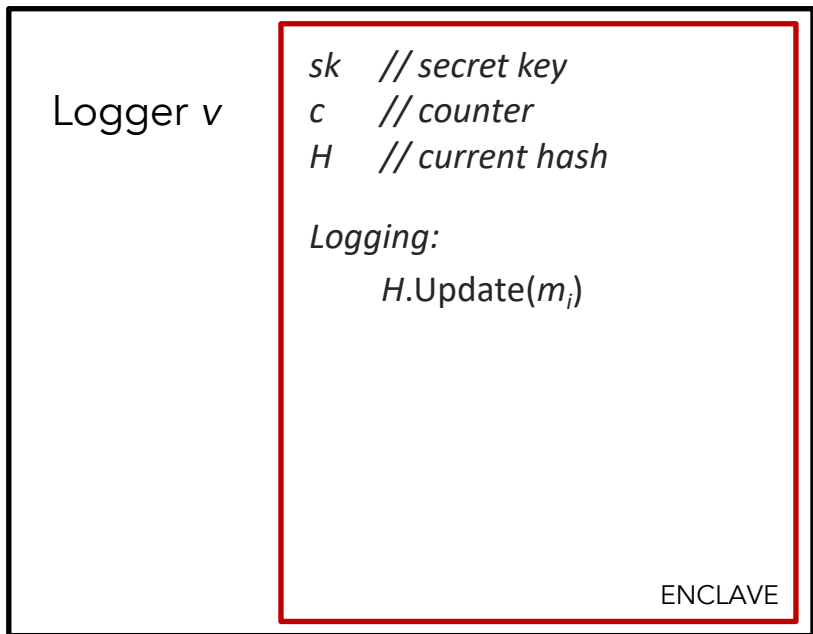 Logger v
sk // secret key
c // counter
H // current hash
Logging:
H.Update(mᵢ)
ENCLAVE